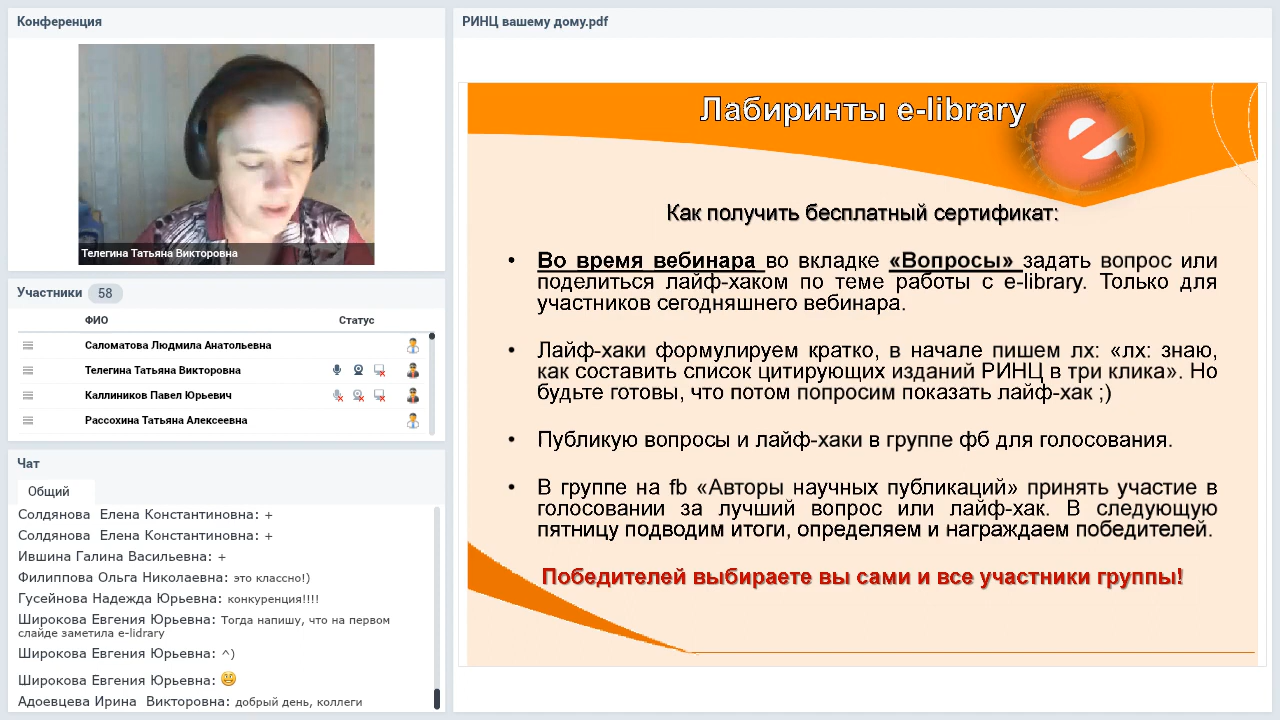 Конференция
Телегина Татьяна Викторовна
Участники 58
ФИО Статус
Саломатова Людмила Анатольевна
Телегина Татьяна Викторовна
Каллиников Павел Юрьевич
Рассохина Татьяна Алексеевна
Чат
Общий
Солдянова Елена Константиновна: +
Солдянова Елена Константиновна: +
Ившина Галина Васильевна: +
Филиппова Ольга Николаевна: это классно!)
Гусейнова Надежда Юрьевна: конкуренция!!!!
Широкова Евгения Юрьевна: Тогда напишу, что на первом
слайде заметила e-lidrary
Широкова Евгения Юрьевна: ^)
Широкова Евгения Юрьевна:
Адоевцева Ирина Викторовна: добрый день, коллеги
РИНЦ вашему дому.pdf
Лабиринты e-library
Как получить бесплатный сертификат:
• Во время вебинара во вкладке «Вопросы» задать вопрос или
поделиться лайф-хаком по теме работы с e-library. Только для
участников сегодняшнего вебинара.
• Лайф-хаки формулируем кратко, в начале пишем лх: «лх: знаю,
как составить список цитирующих изданий РИНЦ в три клика». Но
будьте готовы, что потом попросим показать лайф-хак ;)
• Публикую вопросы и лайф-хаки в группе фб для голосования.
• В группе на fb «Авторы научных публикаций» принять участие в
голосовании за лучший вопрос или лайф-хак. В следующую
пятницу подводим итоги, определяем и награждаем победителей.
Победителей выбираете вы сами и все участники группы!